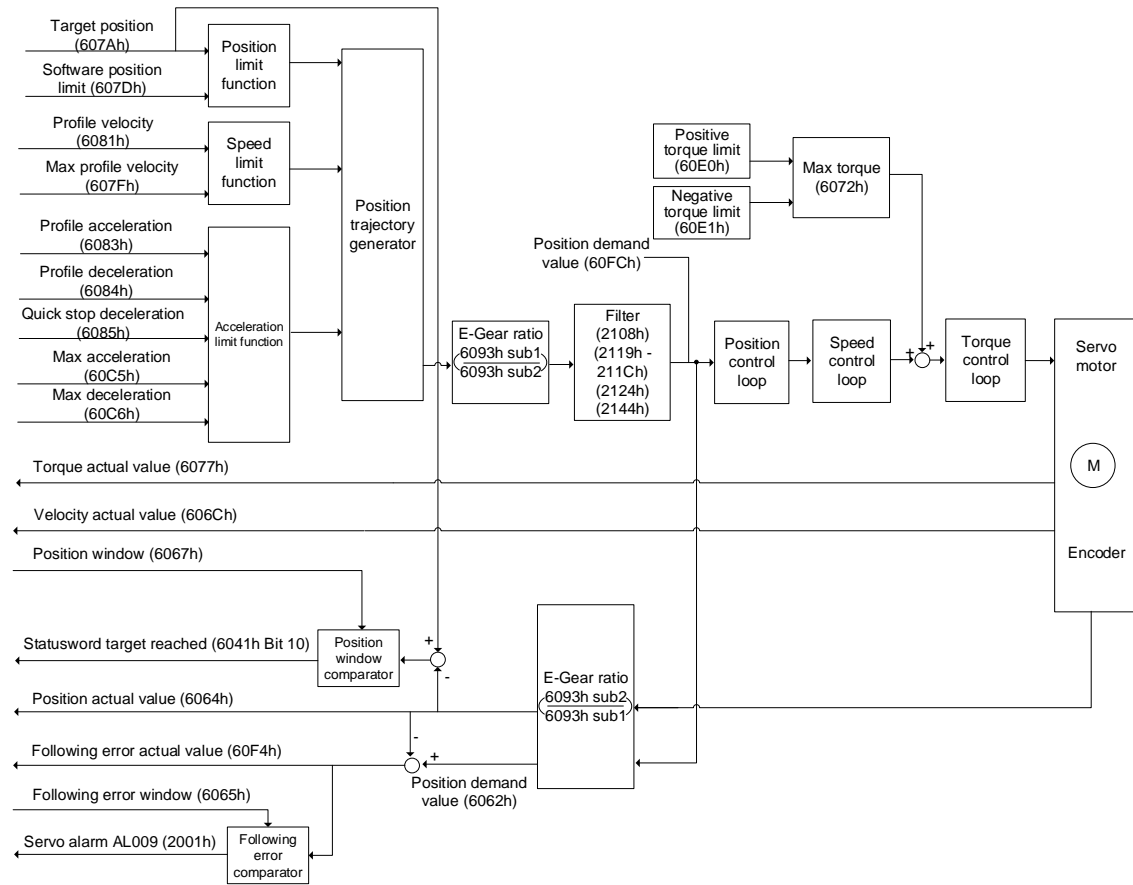 Target position
(607Ah)
Software position
limit (607Dh)
Position
limit
function
Profile velocity
(6081h)
Max profile velocity
(607Fh)
Speed
limit
function
Profile acceleration
(6083h)
Profile deceleration
(6084h)
Quick stop deceleration
(6085h)
Max acceleration
(60C5h)
Max deceleration
(60C6h)
Acceleration
limit function
Position
trajectory
generator
Positive
torque limit
(60E0h)
Negative
torque limit
(60E1h)
Max torque
(6072h)
Position demand
value (60FCh)
E-Gear ratio
(6093h sub1
6093h sub2)
Filter
(2108h)
(2119h -
211Ch)
(2124h)
(2144h)
Position
control
loop
Speed
control
loop
+
+
Torque
control
loop
Servo
motor
M
Encoder
Torque actual value (6077h)
Velocity actual value (606Ch)
Position window (6067h)
Statusword target reached (6041h Bit 10)
Position
window
comparator
+
-
Position actual value (6064h)
E-Gear ratio
(6093h sub2
6093h sub1)
-
+
Following error actual value (60F4h)
Position demand
value (6062h)
Following error window (6065h)
Servo alarm AL009 (2001h)
Following
error
comparator